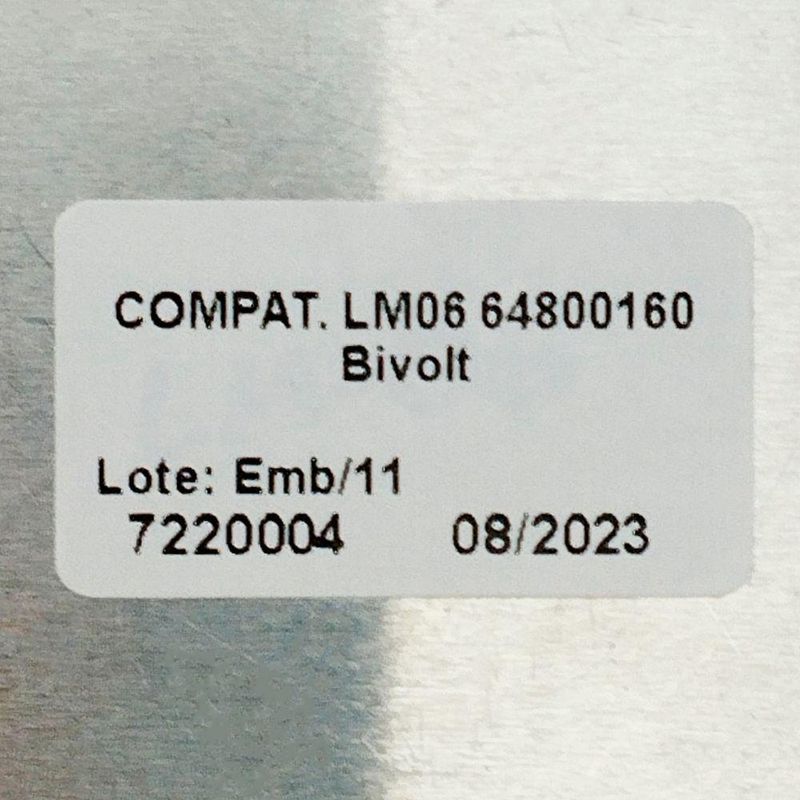 COMPAT. LM06 64800160
Bivolt
Lote: Emb/11
7220004 08/2023